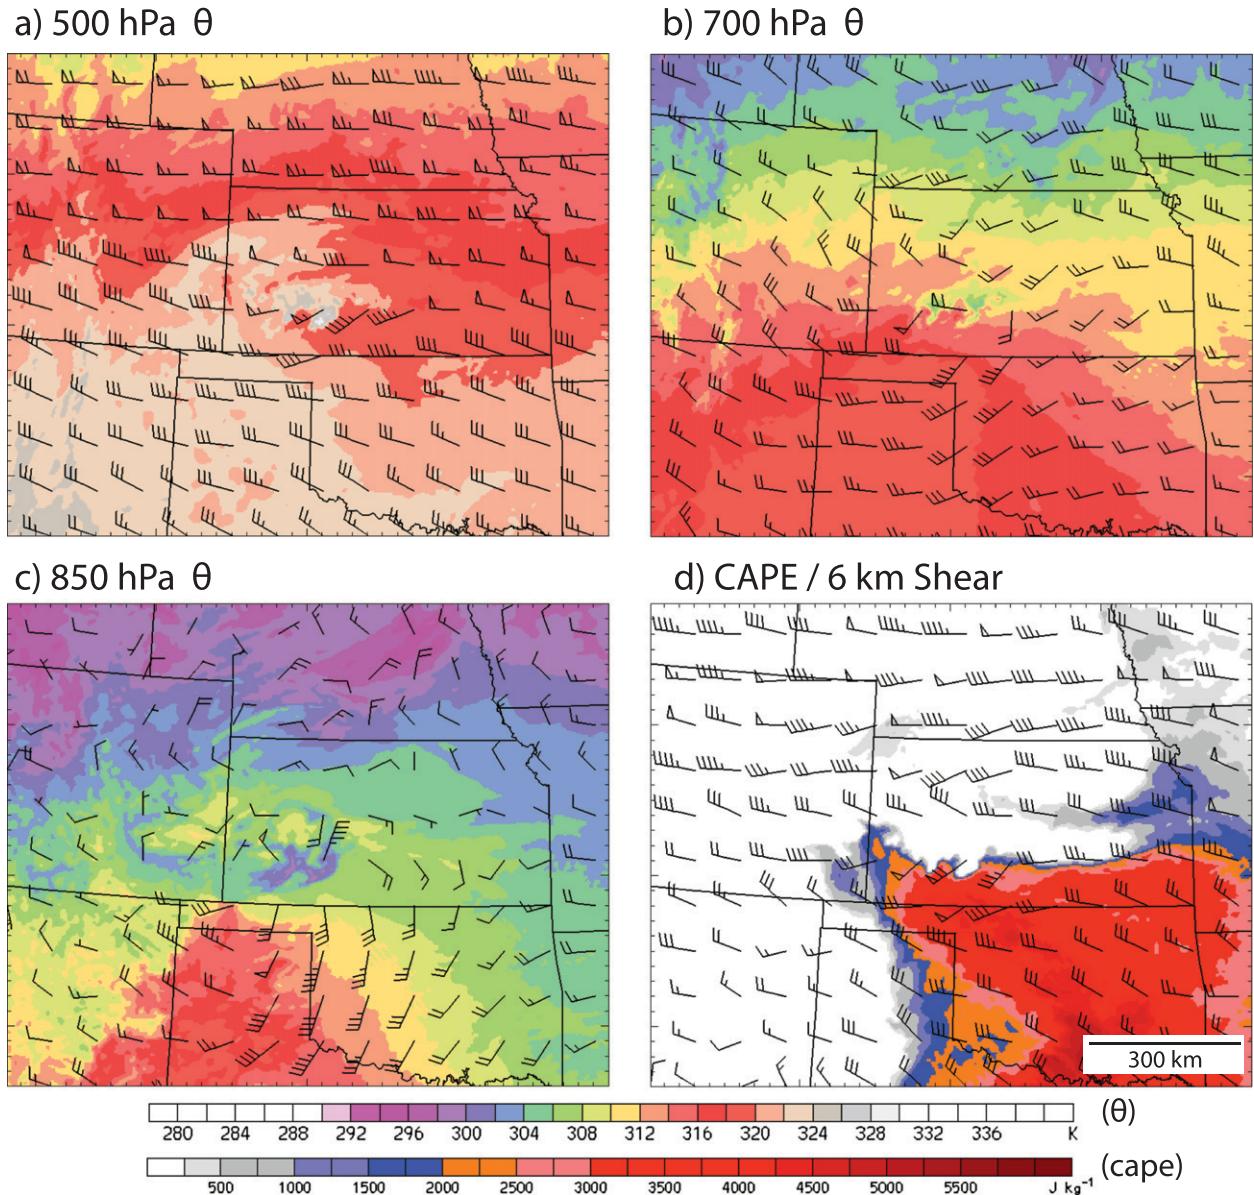 a) 500 hPa θ
b) 700 hPa θ
c) 850 hPa θ
d) CAPE / 6 km Shear
300 km
280 284 288 292 296 300 304 308 312 316 320 324 328 332 336 K
(θ)
500 1000 1500 2000 2500 3000 3500 4000 4500 5000 5500 J kg⁻¹
(cape)